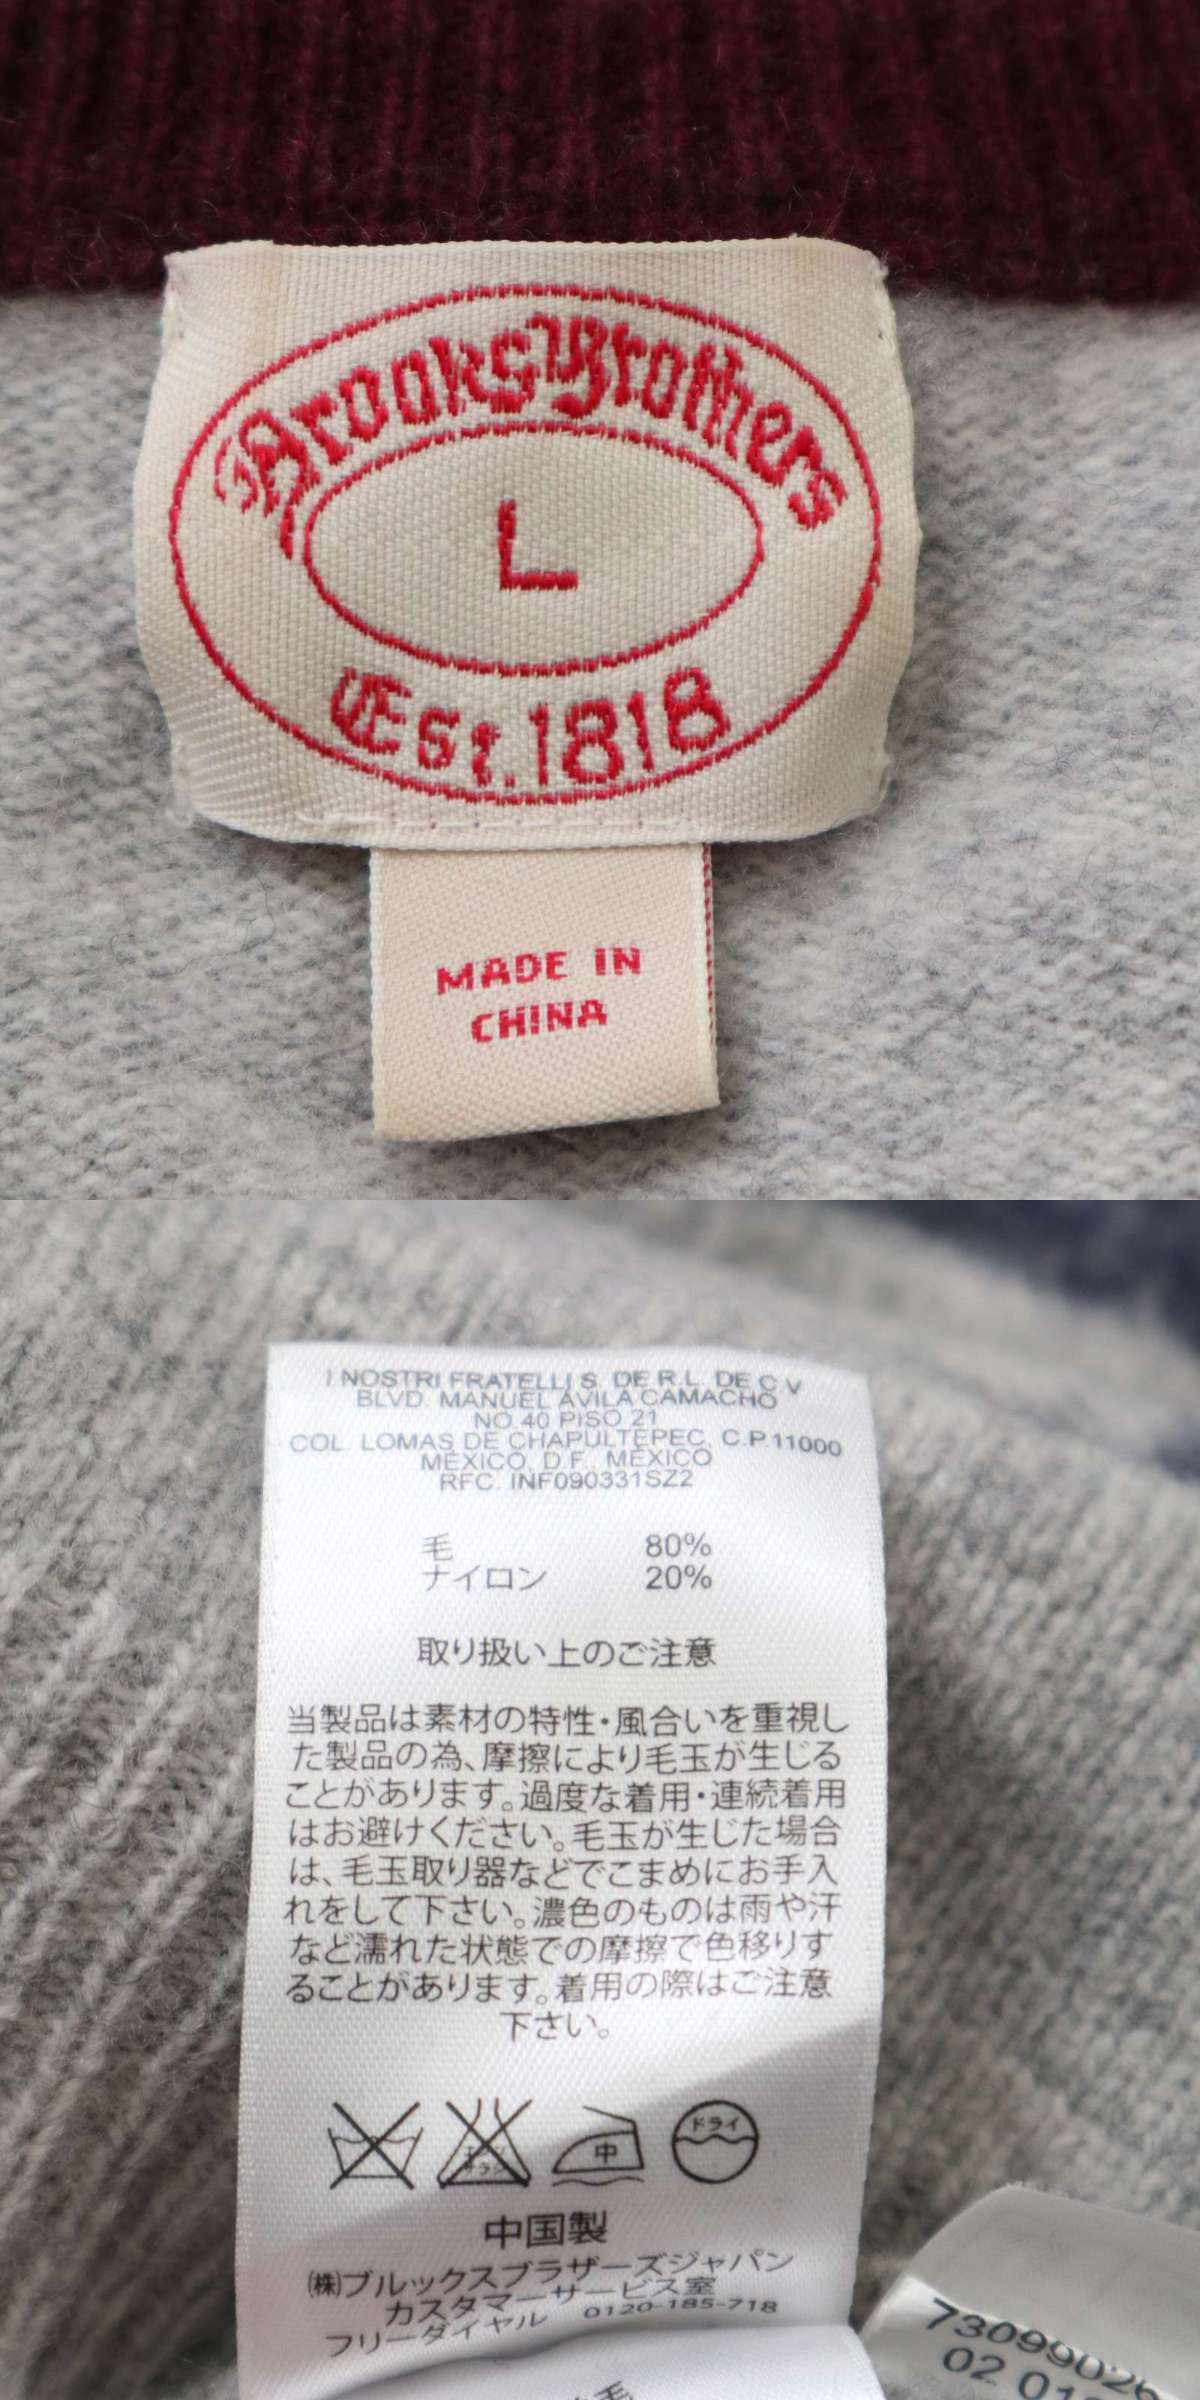 Brooks Brothers
L
Est. 1818
MADE IN
CHINA
I NOSTRI FRATELLI S. DE R.L. DE C V
BLVD. MANUEL AVILA CAMACHO
NO.40 PISO 21
COL. LOMAS DE CHAPULTEPEC, C.P.11000
MÉXICO, D.F., MÉXICO
RFC. INF090331SZ2
毛 80%
ナイロン 20%
取り扱い上のご注意
当製品は素材の特性・風合いを重視し
た製品の為、摩擦により毛玉が生じる
ことがあります。過度な着用・連続着用
はお避けください。毛玉が生じた場合
は、毛玉取り器などでこまめにお手入
れをして下さい。濃色のものは雨や汗
など濡れた状態での摩擦で色移りす
ることがあります。着用の際はご注意
下さい。
中 ドライ
中国製
(株)ブルックスブラザーズジャパン
カスタマーサービス室
フリーダイヤル 0120-185-718
毛
7309902
02 01